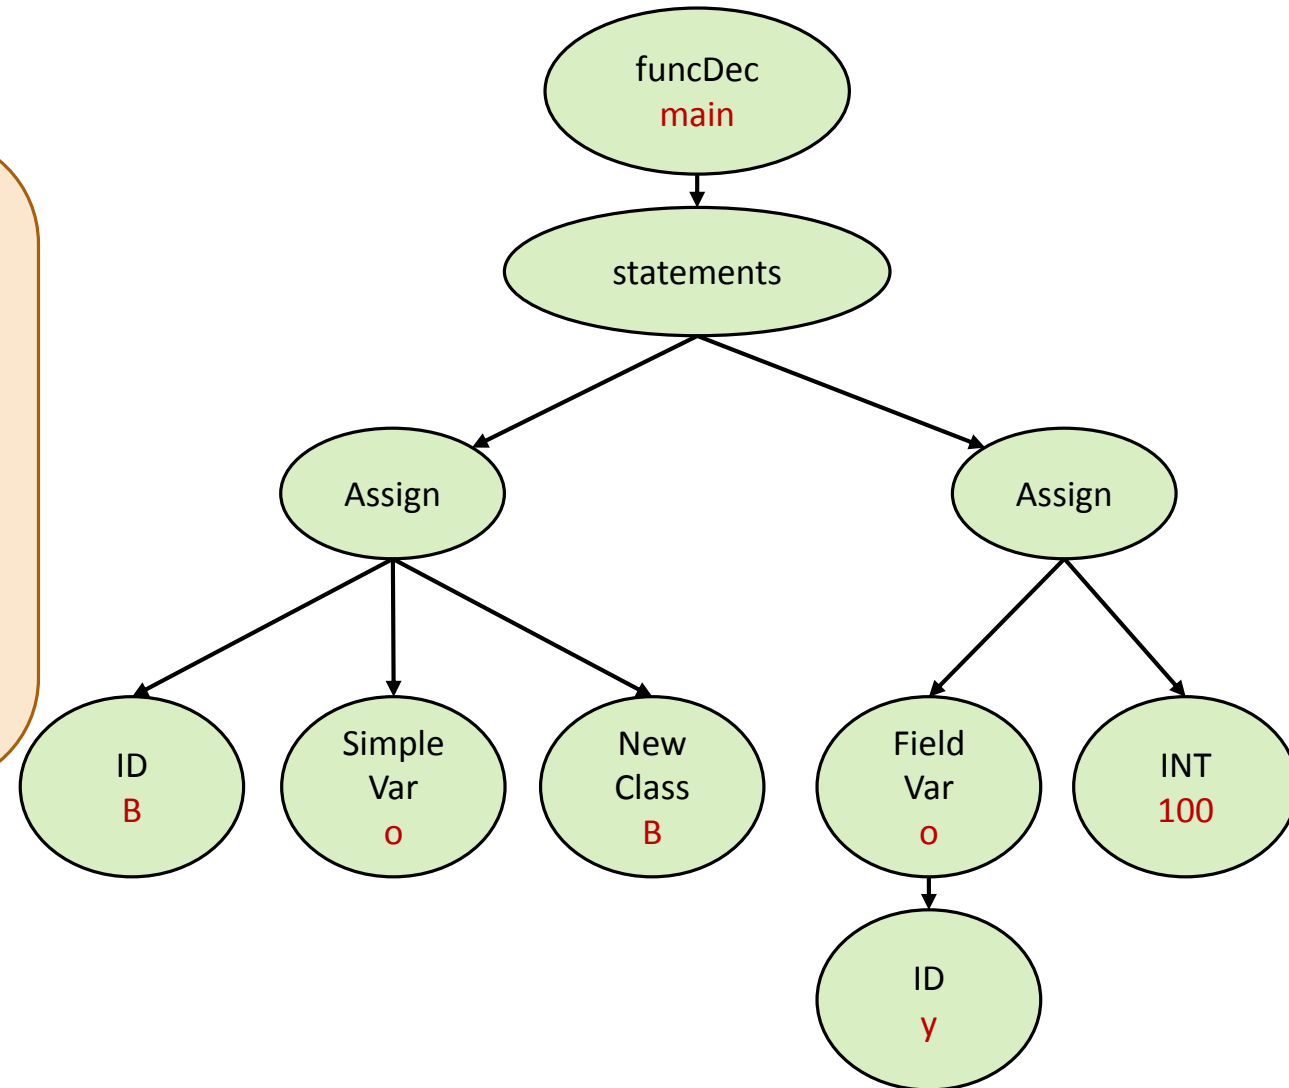 funcDec
main
statements
Assign
Assign
ID
B
Simple
Var
o
New
Class
B
Field
Var
o
INT
100
ID
y